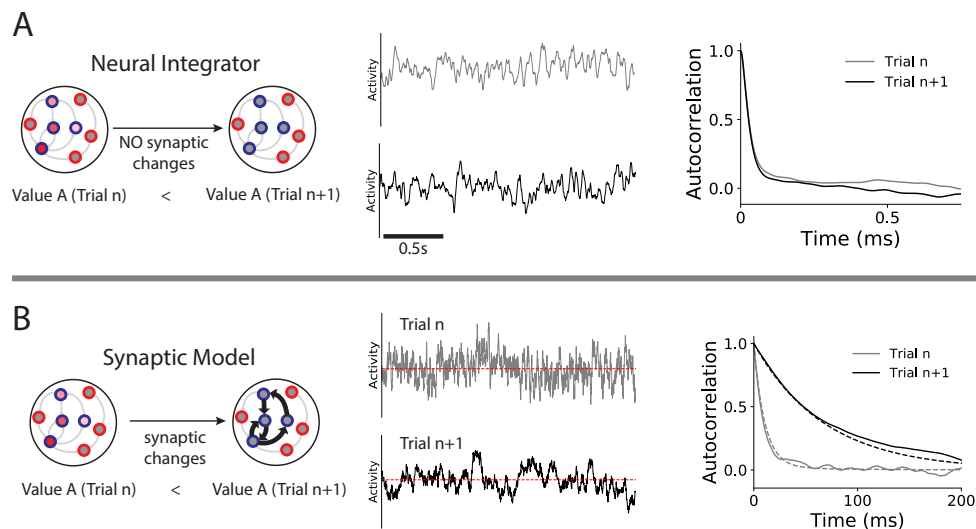 A
Neural Integrator
NO synaptic
changes
Value A (Trial n) < Value A (Trial n+1)
Activity
Activity
0.5s
Autocorrelation
1.0
0.5
0.0
Trial n
Trial n+1
0 0.5
Time (ms)
B
Synaptic Model
synaptic
changes
Value A (Trial n) < Value A (Trial n+1)
Trial n
Activity
Trial n+1
Activity
Autocorrelation
1.0
0.5
0.0
Trial n
Trial n+1
0 100 200
Time (ms)